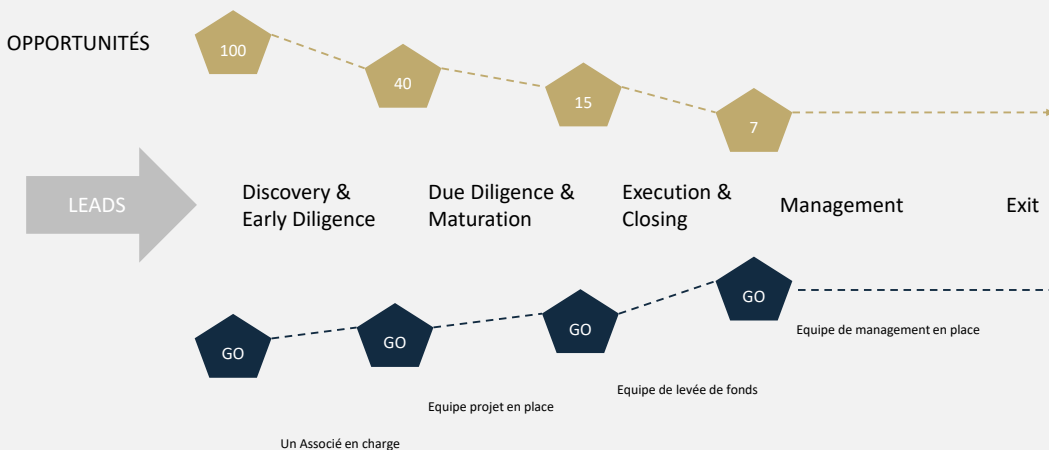 OPPORTUNITÉS
100
40
15
7
LEADS
Discovery &
Early Diligence
Due Diligence &
Maturation
Execution &
Closing
Management
Exit
GO
GO
GO
GO
Equipe de management en place
Equipe de levée de fonds
Equipe projet en place
Un Associé en charge